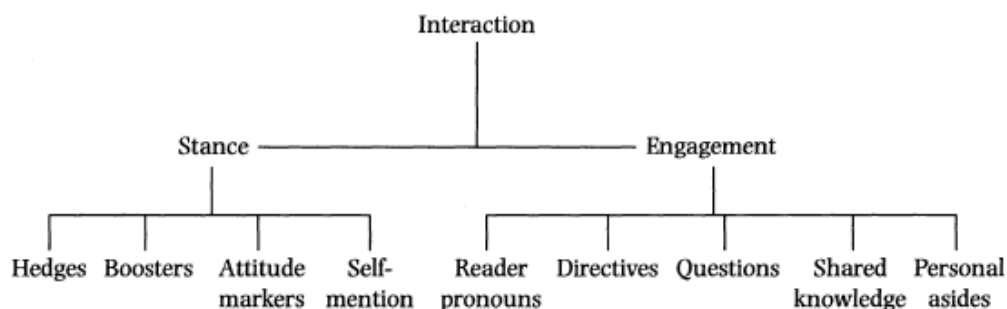 Interaction
Stance Engagement
Hedges Boosters Attitude Self- Reader Directives Questions Shared Personal
markers mention pronouns knowledge asides